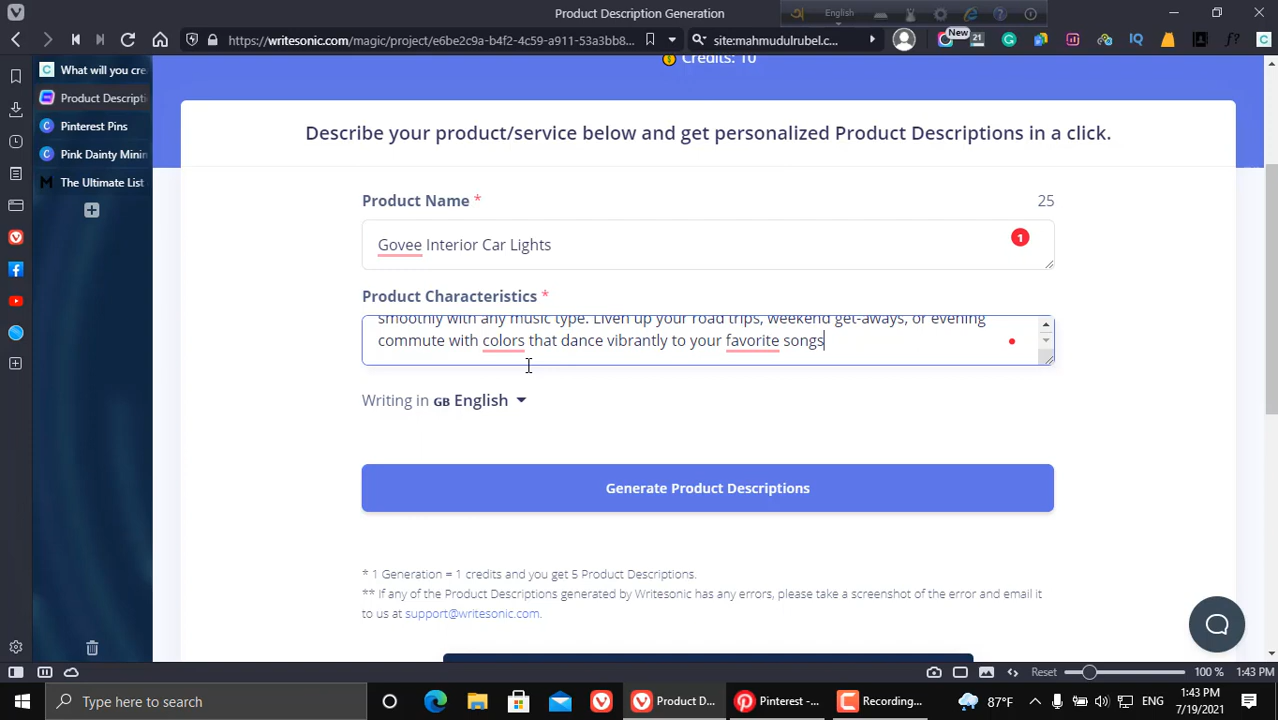 Product Description Generation
English
https://writesonic.com/magic/project/e6be2c9a-b4f2-4c59-a911-53a3bb8...
site:mahmudulrubel.c...
New
21
IQ
f?
What will you cre
Product Descripti
Pinterest Pins
Pink Dainty Mini
The Ultimate List
Credits: 10
Describe your product/service below and get personalized Product Descriptions in a click.
Product Name *
25
Govee Interior Car Lights
1
Product Characteristics *
smoothly with any music type. Liven up your road trips, weekend get-aways, or evening
commute with colors that dance vibrantly to your favorite songs
Writing in GB English
Generate Product Descriptions
* 1 Generation = 1 credits and you get 5 Product Descriptions.
** If any of the Product Descriptions generated by Writesonic has any errors, please take a screenshot of the error and email it
to us at support@writesonic.com.
Reset
100 %
1:43 PM
Type here to search
Product D...
Pinterest -...
Recording...
87°F
ENG
1:43 PM
7/19/2021